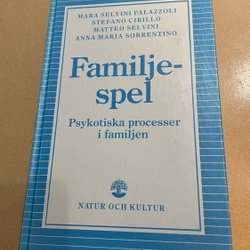 MARA SELVINI PALAZZOLI
STEFANO CIRILLO
MATTEO SELVINI
ANNA MARIA SORRENTINO
Familje-
spel
Psykotiska processer
i familjen
NATUR OCH KULTUR